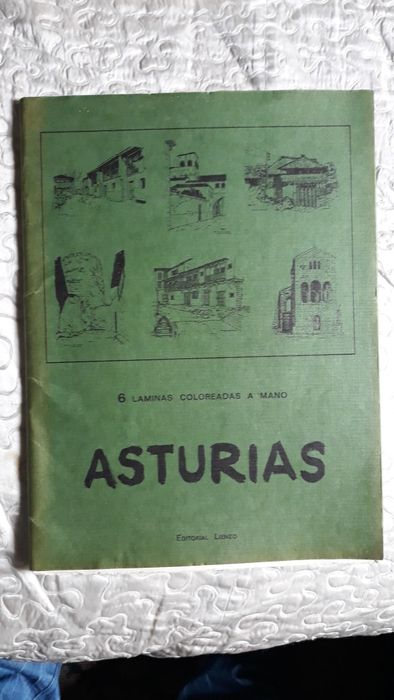 6 LAMINAS COLOREADAS A MANO
ASTURIAS
EDITORIAL LIENZO